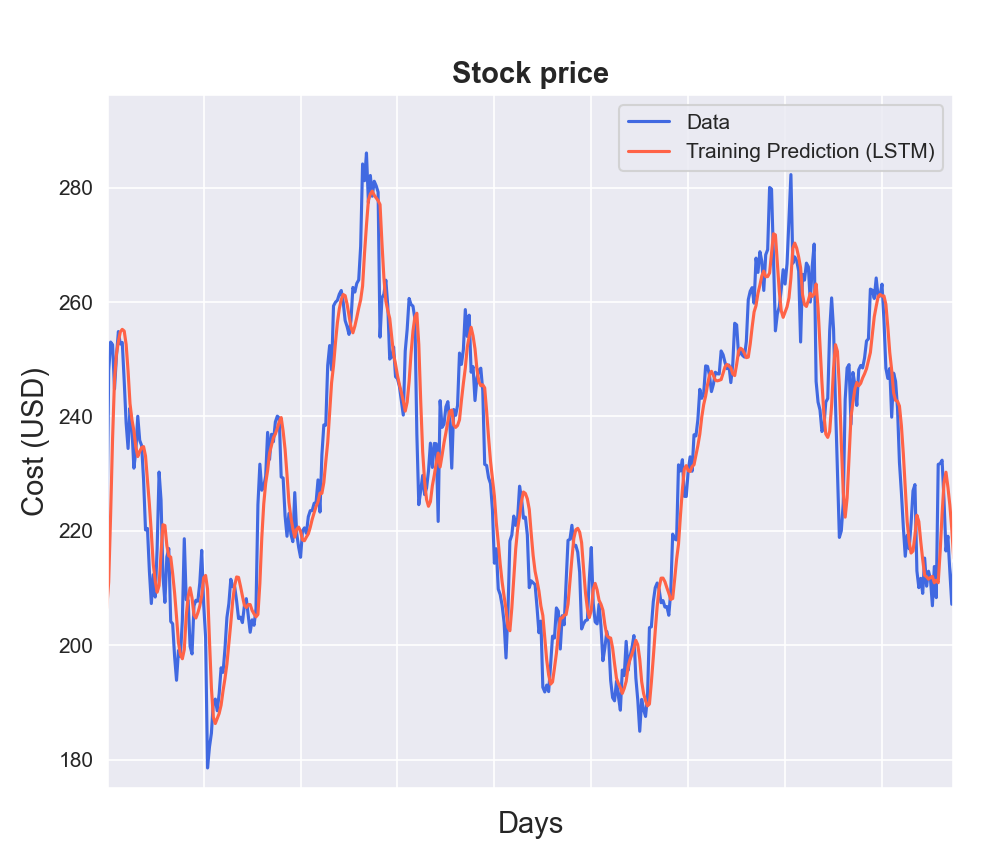 Stock price
Data
Training Prediction (LSTM)
280
260
240
220
200
180
Cost (USD)
Days